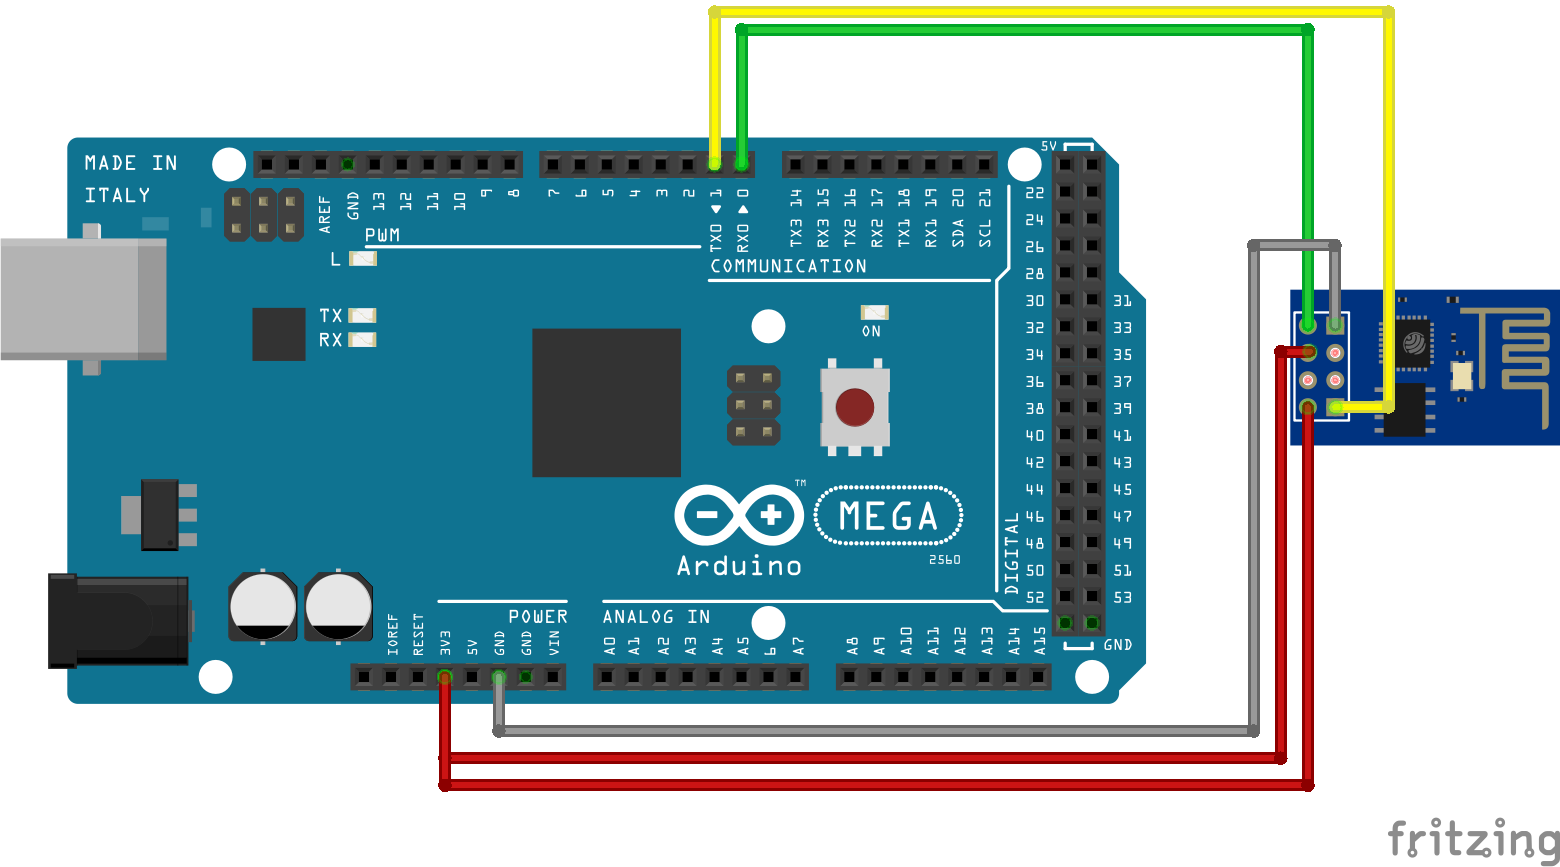 MADE IN
ITALY
AREF
GND
13
12
11
10
9
8
7
6
5
4
3
2
TX0 1
RX0 0
TX3 14
RX3 15
TX2 16
RX2 17
TX1 18
RX1 19
SDA 20
SCL 21
PWM
COMMUNICATION
L
TX
RX
ON
5V
22
24
26
28
30 31
32 33
34 35
36 37
38 39
40 41
42 43
44 45
46 47
48 49
50 51
52 53
GND
DIGITAL
TM
MEGA
2560
Arduino
POWER
ANALOG IN
IOREF
RESET
3V3
5V
GND
GND
VIN
A0
A1
A2
A3
A4
A5
6
A7
A8
A9
A10
A11
A12
A13
A14
A15
fritzing